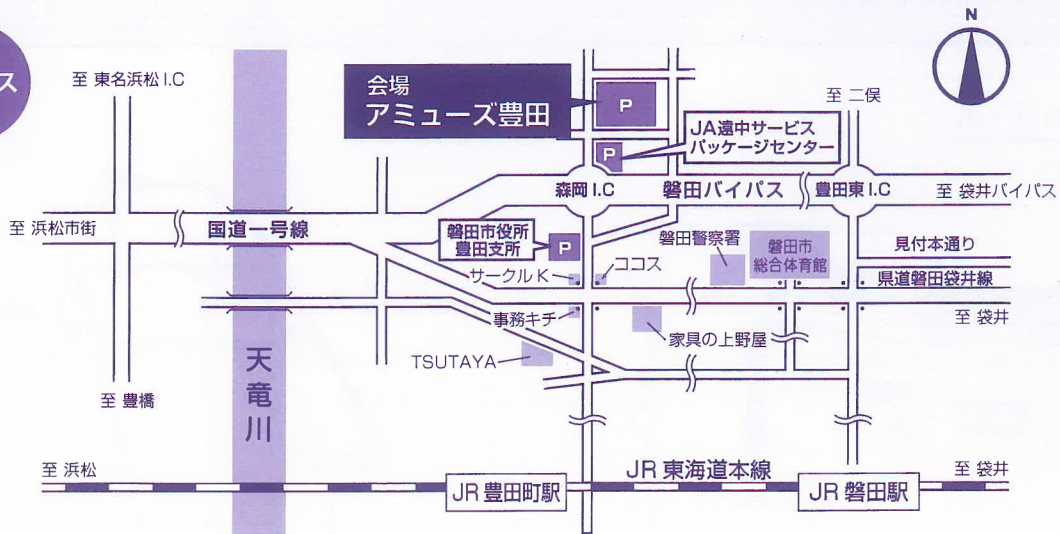 ス
N
至 東名浜松I.C
会場
アミューズ豊田
P
至 二俣
JA遠中サービス
パッケージセンター
P
森岡I.C
磐田バイパス
豊田東I.C
至 袋井バイパス
至 浜松市街
国道一号線
磐田市役所
豊田支所
P
磐田警察署
磐田市
総合体育館
見付本通り
サークルK
ココス
県道磐田袋井線
事務キチ
家具の上野屋
至 袋井
TSUTAYA
天竜川
至 豊橋
至 浜松
JR 東海道本線
至 袋井
JR 豊田町駅
JR 磐田駅